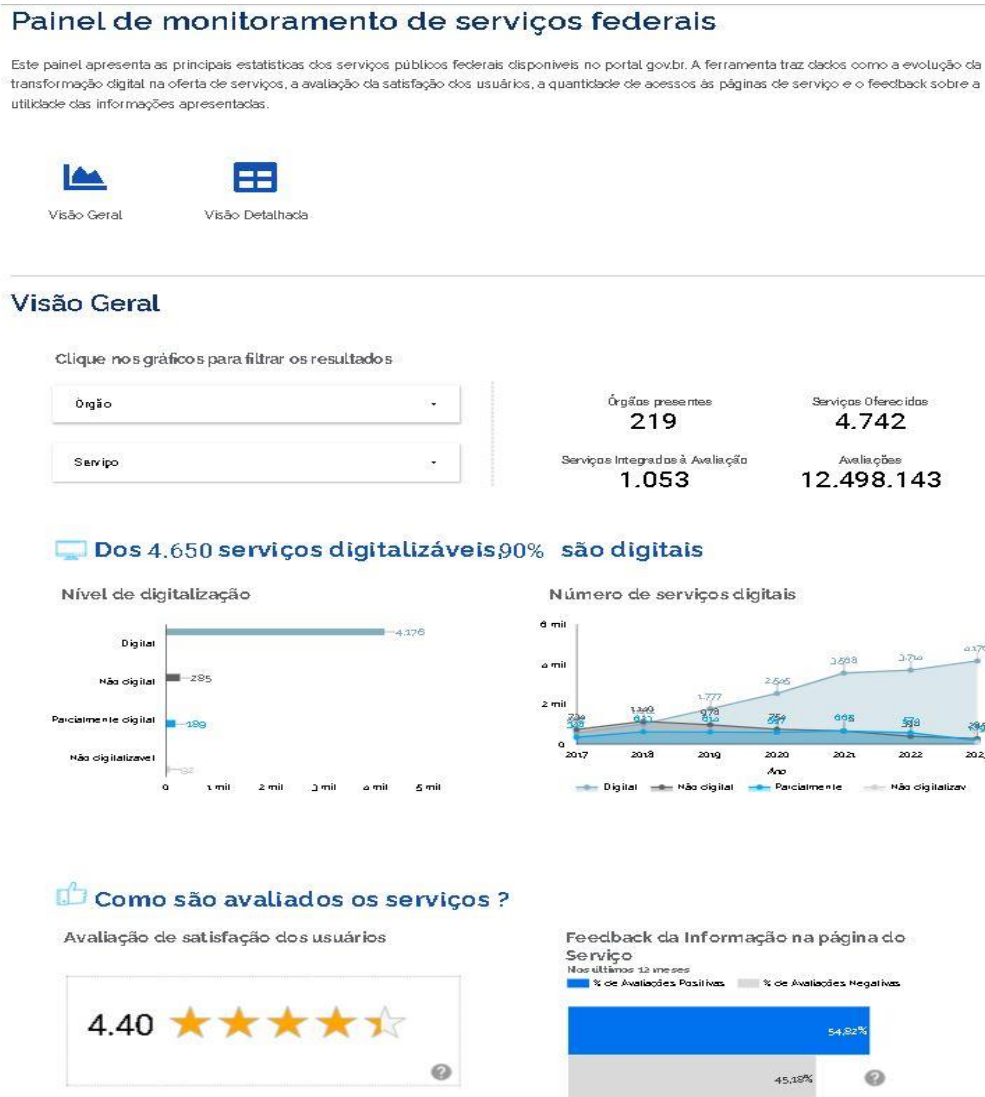 Painel de monitoramento de serviços federais
Este painel apresenta as principais estatísticas dos serviços públicos federais disponíveis no portal gov.br. A ferramenta traz dados como a evolução da
transformação digital na oferta de serviços, a avaliação da satisfação dos usuários, a quantidade de acessos às páginas de serviço e o feedback sobre a
utilidade das informações apresentadas.
Visão Geral
Visão Detalhada
Visão Geral
Clique nos gráficos para filtrar os resultados
Órgão
Serviço
Órgãos presentes
219
Serviços Oferecidos
4.742
Serviços Integrados à Avaliação
1.053
Avaliações
12.498.143
Dos 4.650 serviços digitalizáveis,90% são digitais
Nível de digitalização
Digital
4.176
Não digital
285
Parcialmente digital
189
Não digitalizavel
92
0 1 mil 2 mil 3 mil 4 mil 5 mil
Número de serviços digitais
6 mil
4 mil
2 mil
0
1.777
978
3.568
2017 2018 2019 2020 2021 2022
Ano
Digital Não digital Parcialmente Não digitalizav
Como são avaliados os serviços ?
Avaliação de satisfação dos usuários
4.40
Feedback da Informação na página do
Serviço
Nos últimos 12 meses
% de Avaliações Positivas % de Avaliações Negativas
54,82%
45,18%